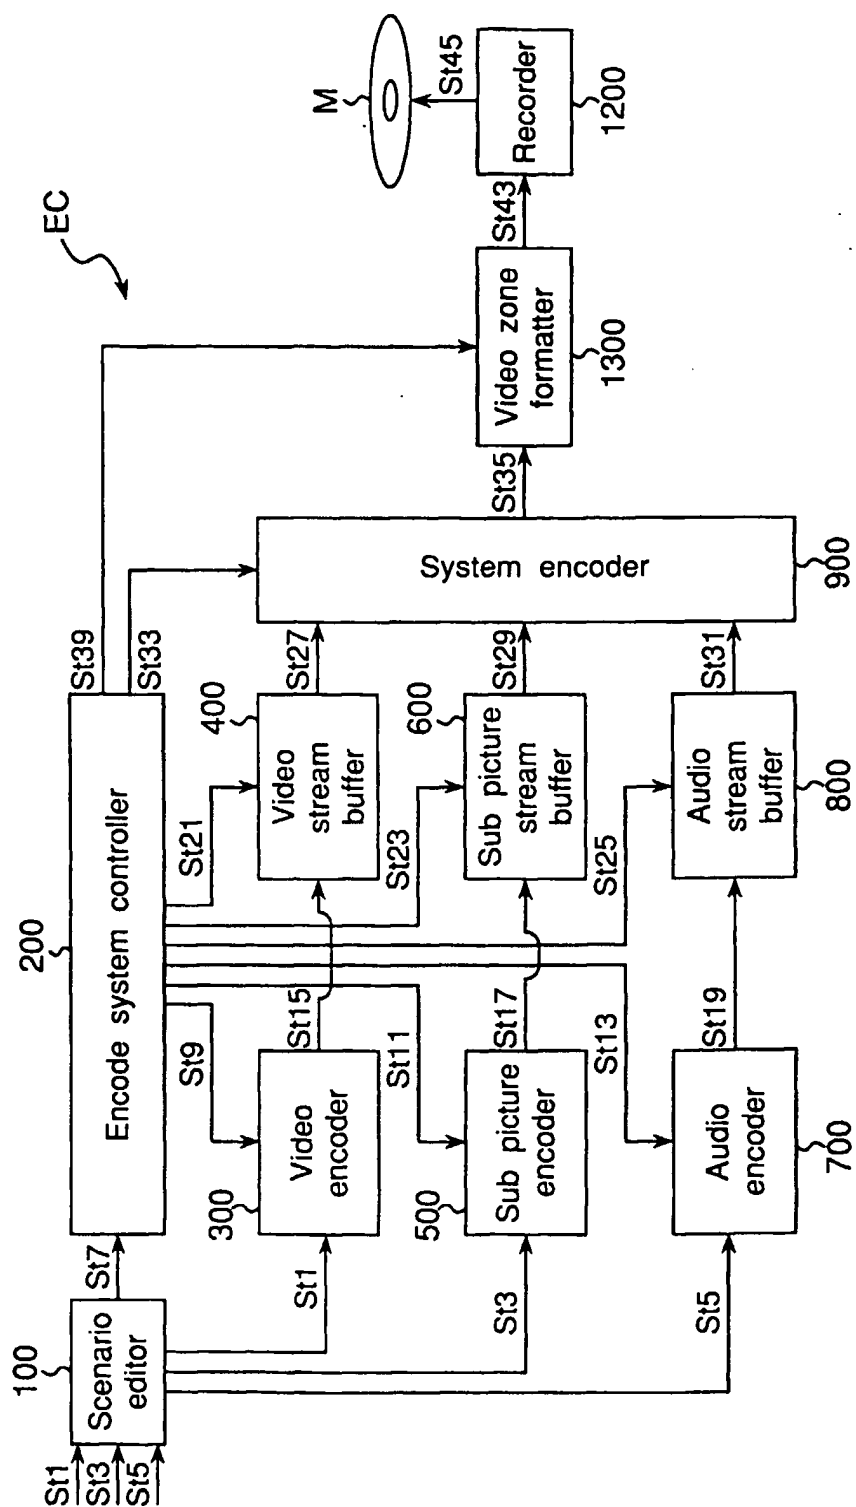 EC
St1
St3
St5
100
Scenario
editor
St7
200
Encode system controller
St39
St33
St9
St21
300
Video
encoder
St1
St15
400
Video
stream
buffer
St27
St11
St23
500
Sub picture
encoder
St3
St17
600
Sub picture
stream
buffer
St29
St13
St25
700
Audio
encoder
St5
St19
800
Audio
stream
buffer
St31
System encoder
900
St35
Video zone
formatter
1300
St43
Recorder
1200
St45
M